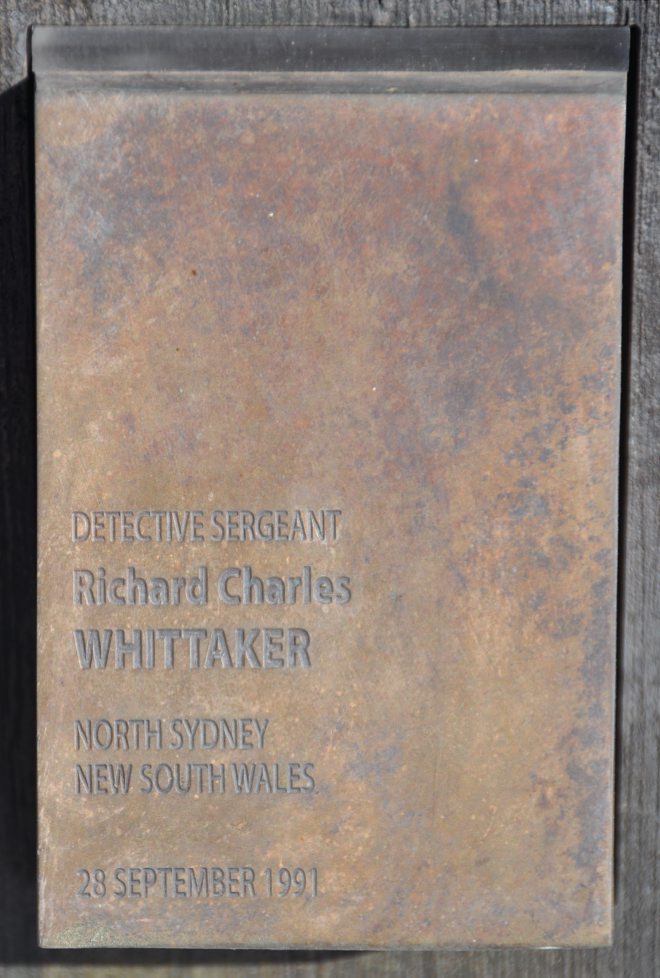 DETECTIVE SERGEANT
Richard Charles
WHITTAKER
NORTH SYDNEY
NEW SOUTH WALES
28 SEPTEMBER 1991